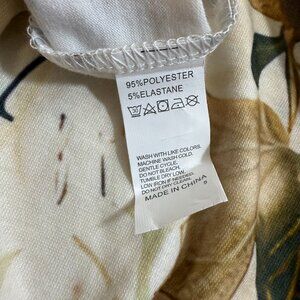 95%POLYESTER
5%ELASTANE
WASH WITH LIKE COLORS.
MACHINE WASH COLD.
GENTLE CYCLE.
DO NOT BLEACH.
TUMBLE DRY LOW.
LOW IRON IF NEEDED.
DO NOT DRY CLEAN.
MADE IN CHINA
S